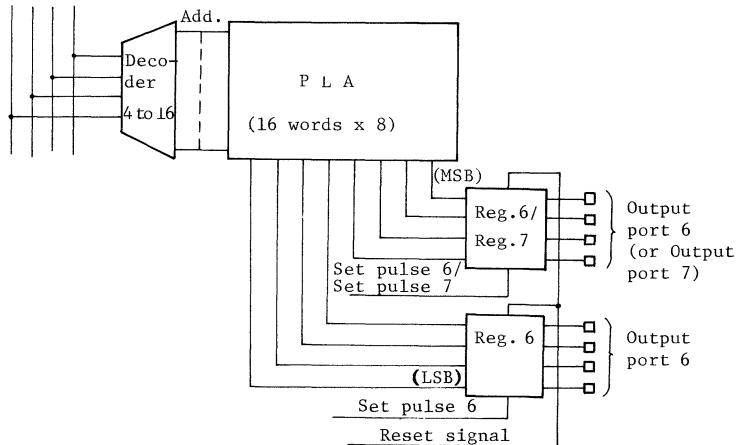 Add.
Deco-
der
4 to 16
P L A
(16 words x 8)
(MSB)
Reg.6/
Reg.7
Output
port 6
(or Output
port 7)
Set pulse 6/
Set pulse 7
Reg. 6
Output
port 6
(LSB)
Set pulse 6
Reset signal